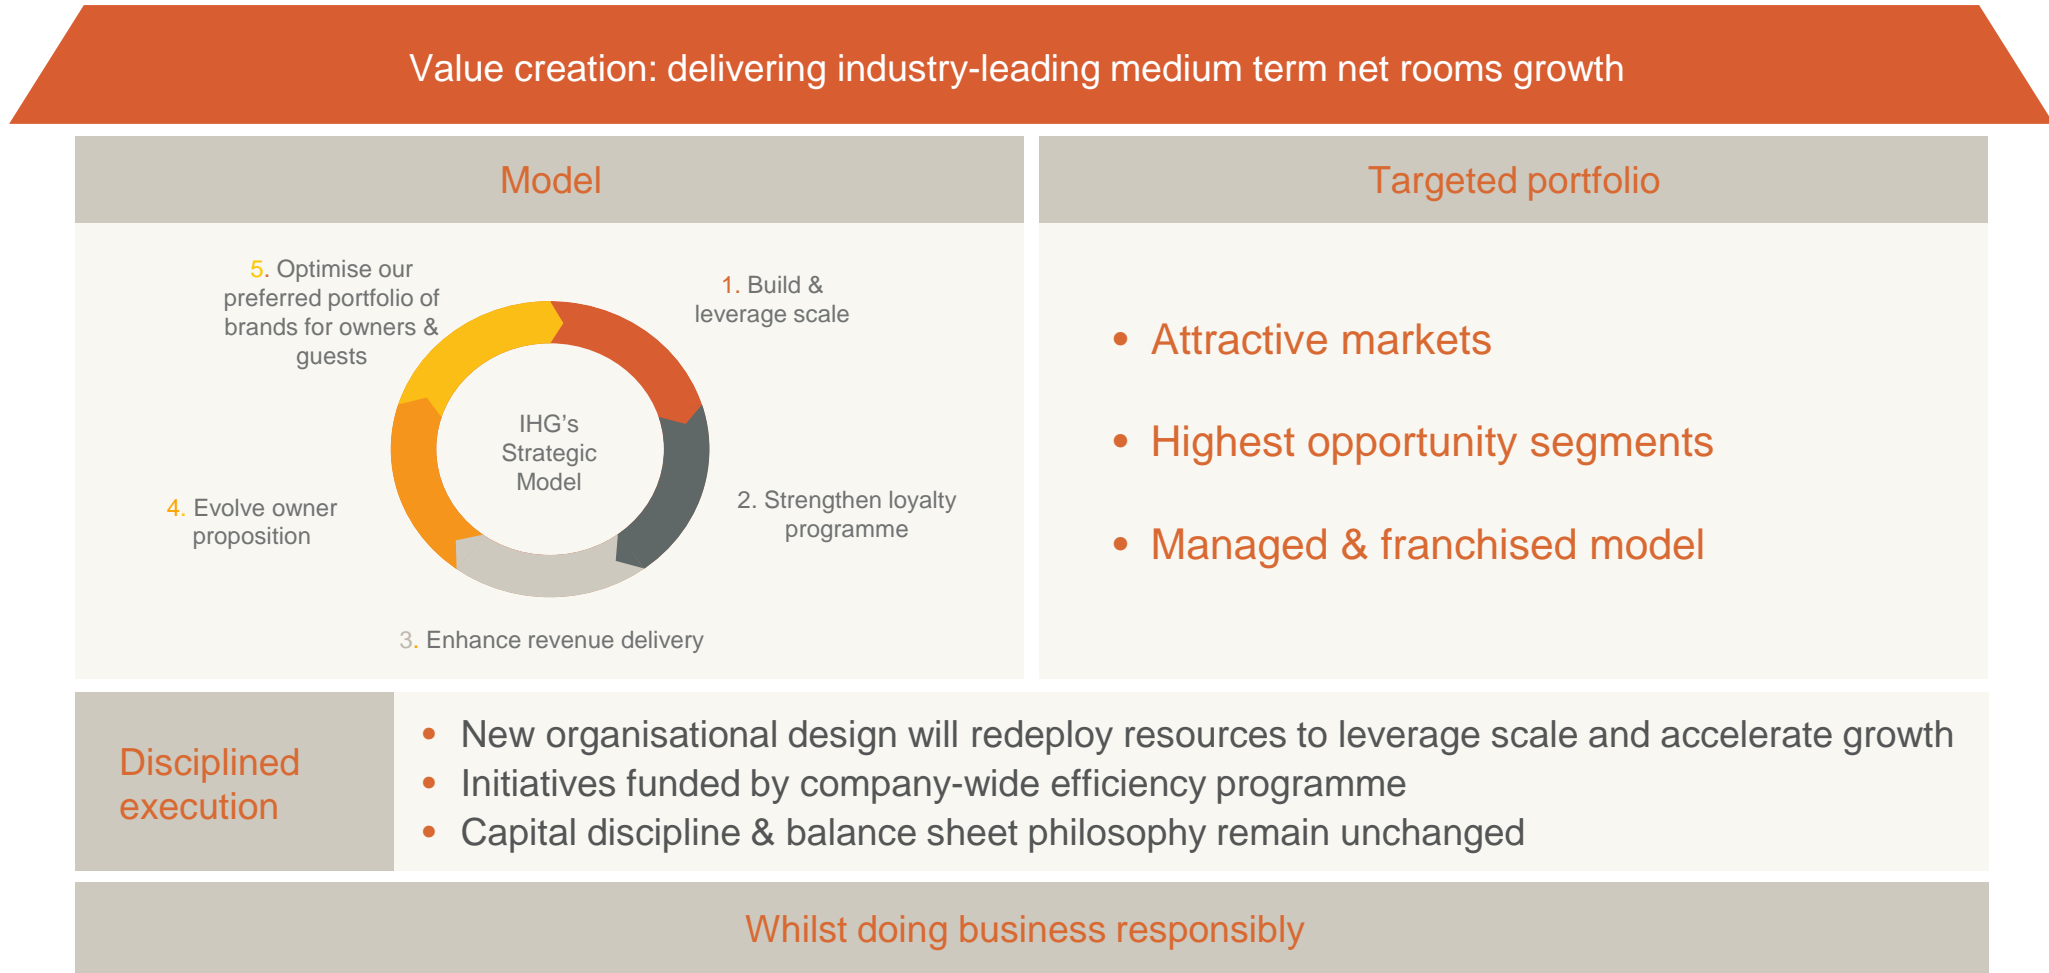 Value creation: delivering industry-leading medium term net rooms growth
Model
5. Optimise our
preferred portfolio of
brands for owners &
guests
1. Build &
leverage scale
IHG's
Strategic
Model
4. Evolve owner
proposition
2. Strengthen loyalty
programme
3. Enhance revenue delivery
Targeted portfolio
• Attractive markets
• Highest opportunity segments
• Managed & franchised model
Disciplined
execution
• New organisational design will redeploy resources to leverage scale and accelerate growth
• Initiatives funded by company-wide efficiency programme
• Capital discipline & balance sheet philosophy remain unchanged
Whilst doing business responsibly